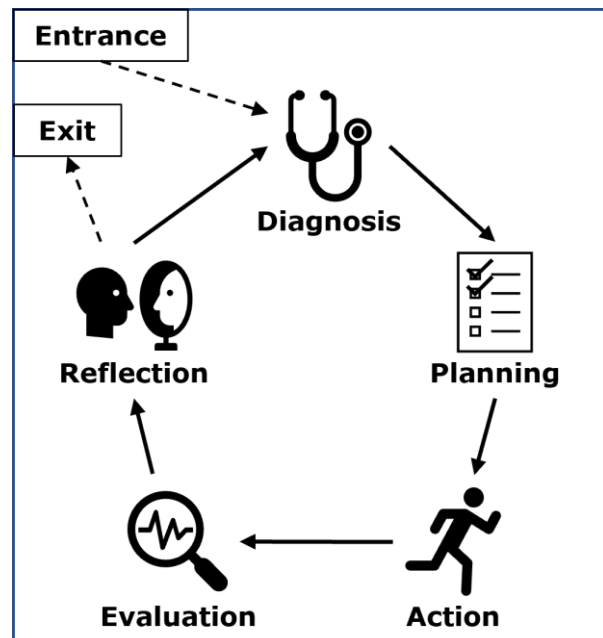 Entrance
Exit
Diagnosis
Reflection
Planning
Evaluation
Action